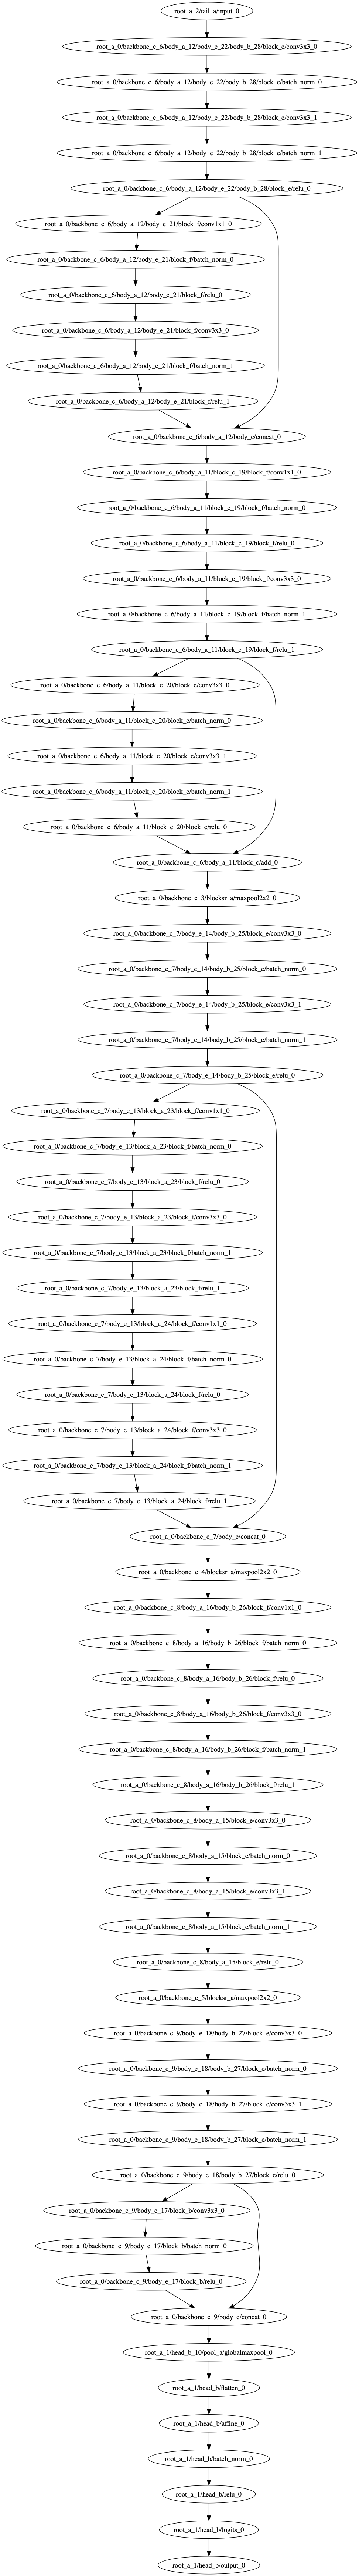 root_a_2/tail_a/input_0
root_a_0/backbone_c_6/body_a_12/body_e_22/body_b_28/block_e/conv3x3_0
root_a_0/backbone_c_6/body_a_12/body_e_22/body_b_28/block_e/batch_norm_0
root_a_0/backbone_c_6/body_a_12/body_e_22/body_b_28/block_e/conv3x3_1
root_a_0/backbone_c_6/body_a_12/body_e_22/body_b_28/block_e/batch_norm_1
root_a_0/backbone_c_6/body_a_12/body_e_22/body_b_28/block_e/relu_0
root_a_0/backbone_c_6/body_a_12/body_e_21/block_f/conv1x1_0
root_a_0/backbone_c_6/body_a_12/body_e_21/block_f/batch_norm_0
root_a_0/backbone_c_6/body_a_12/body_e_21/block_f/relu_0
root_a_0/backbone_c_6/body_a_12/body_e_21/block_f/conv3x3_0
root_a_0/backbone_c_6/body_a_12/body_e_21/block_f/batch_norm_1
root_a_0/backbone_c_6/body_a_12/body_e_21/block_f/relu_1
root_a_0/backbone_c_6/body_a_12/body_e/concat_0
root_a_0/backbone_c_6/body_a_11/block_c_19/block_f/conv1x1_0
root_a_0/backbone_c_6/body_a_11/block_c_19/block_f/batch_norm_0
root_a_0/backbone_c_6/body_a_11/block_c_19/block_f/relu_0
root_a_0/backbone_c_6/body_a_11/block_c_19/block_f/conv3x3_0
root_a_0/backbone_c_6/body_a_11/block_c_19/block_f/batch_norm_1
root_a_0/backbone_c_6/body_a_11/block_c_19/block_f/relu_1
root_a_0/backbone_c_6/body_a_11/block_c_20/block_e/conv3x3_0
root_a_0/backbone_c_6/body_a_11/block_c_20/block_e/batch_norm_0
root_a_0/backbone_c_6/body_a_11/block_c_20/block_e/conv3x3_1
root_a_0/backbone_c_6/body_a_11/block_c_20/block_e/batch_norm_1
root_a_0/backbone_c_6/body_a_11/block_c_20/block_e/relu_0
root_a_0/backbone_c_6/body_a_11/block_c/add_0
root_a_0/backbone_c_3/blocksr_a/maxpool2x2_0
root_a_0/backbone_c_7/body_e_14/body_b_25/block_e/conv3x3_0
root_a_0/backbone_c_7/body_e_14/body_b_25/block_e/batch_norm_0
root_a_0/backbone_c_7/body_e_14/body_b_25/block_e/conv3x3_1
root_a_0/backbone_c_7/body_e_14/body_b_25/block_e/batch_norm_1
root_a_0/backbone_c_7/body_e_14/body_b_25/block_e/relu_0
root_a_0/backbone_c_7/body_e_13/block_a_23/block_f/conv1x1_0
root_a_0/backbone_c_7/body_e_13/block_a_23/block_f/batch_norm_0
root_a_0/backbone_c_7/body_e_13/block_a_23/block_f/relu_0
root_a_0/backbone_c_7/body_e_13/block_a_23/block_f/conv3x3_0
root_a_0/backbone_c_7/body_e_13/block_a_23/block_f/batch_norm_1
root_a_0/backbone_c_7/body_e_13/block_a_23/block_f/relu_1
root_a_0/backbone_c_7/body_e_13/block_a_24/block_f/conv1x1_0
root_a_0/backbone_c_7/body_e_13/block_a_24/block_f/batch_norm_0
root_a_0/backbone_c_7/body_e_13/block_a_24/block_f/relu_0
root_a_0/backbone_c_7/body_e_13/block_a_24/block_f/conv3x3_0
root_a_0/backbone_c_7/body_e_13/block_a_24/block_f/batch_norm_1
root_a_0/backbone_c_7/body_e_13/block_a_24/block_f/relu_1
root_a_0/backbone_c_7/body_e/concat_0
root_a_0/backbone_c_4/blocksr_a/maxpool2x2_0
root_a_0/backbone_c_8/body_a_16/body_b_26/block_f/conv1x1_0
root_a_0/backbone_c_8/body_a_16/body_b_26/block_f/batch_norm_0
root_a_0/backbone_c_8/body_a_16/body_b_26/block_f/relu_0
root_a_0/backbone_c_8/body_a_16/body_b_26/block_f/conv3x3_0
root_a_0/backbone_c_8/body_a_16/body_b_26/block_f/batch_norm_1
root_a_0/backbone_c_8/body_a_16/body_b_26/block_f/relu_1
root_a_0/backbone_c_8/body_a_15/block_e/conv3x3_0
root_a_0/backbone_c_8/body_a_15/block_e/batch_norm_0
root_a_0/backbone_c_8/body_a_15/block_e/conv3x3_1
root_a_0/backbone_c_8/body_a_15/block_e/batch_norm_1
root_a_0/backbone_c_8/body_a_15/block_e/relu_0
root_a_0/backbone_c_5/blocksr_a/maxpool2x2_0
root_a_0/backbone_c_9/body_e_18/body_b_27/block_e/conv3x3_0
root_a_0/backbone_c_9/body_e_18/body_b_27/block_e/batch_norm_0
root_a_0/backbone_c_9/body_e_18/body_b_27/block_e/conv3x3_1
root_a_0/backbone_c_9/body_e_18/body_b_27/block_e/batch_norm_1
root_a_0/backbone_c_9/body_e_18/body_b_27/block_e/relu_0
root_a_0/backbone_c_9/body_e_17/block_b/conv3x3_0
root_a_0/backbone_c_9/body_e_17/block_b/batch_norm_0
root_a_0/backbone_c_9/body_e_17/block_b/relu_0
root_a_0/backbone_c_9/body_e/concat_0
root_a_1/head_b_10/pool_a/globalmaxpool_0
root_a_1/head_b/flatten_0
root_a_1/head_b/affine_0
root_a_1/head_b/batch_norm_0
root_a_1/head_b/relu_0
root_a_1/head_b/logits_0
root_a_1/head_b/output_0